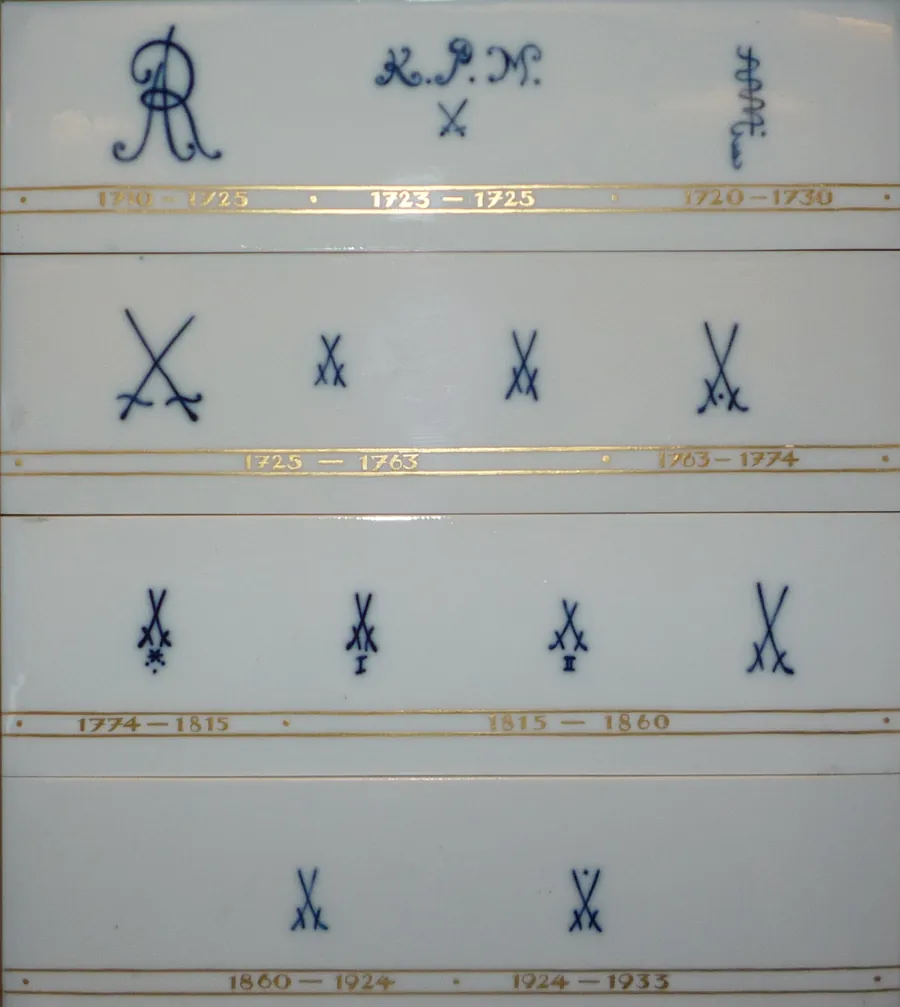 AR
K.P.M.
1710 - 1725 · 1723 — 1725 · 1720 — 1730
1725 — 1763 · 1763 — 1774
I II
1774 — 1815 · 1815 — 1860
1860 — 1924 · 1924 — 1933